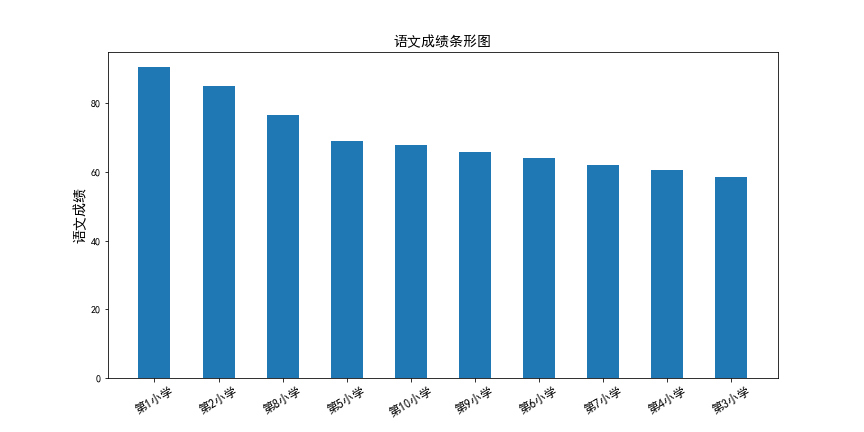 语文成绩条形图
语文成绩
80
60
40
20
0
第1小学
第2小学
第8小学
第5小学
第10小学
第9小学
第6小学
第7小学
第4小学
第3小学